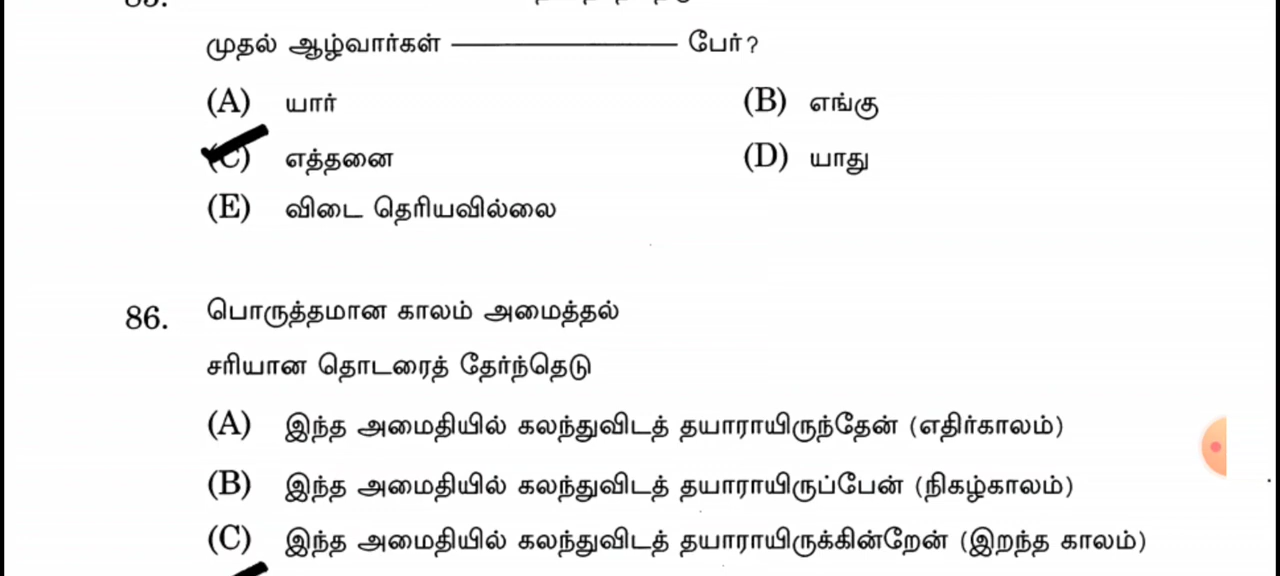 முதல் ஆழ்வார்கள் ————— பேர்?
(A) யார் (B) எங்கு
(C) எத்தனை (D) யாது
(E) விடை தெரியவில்லை
86. பொருத்தமான காலம் அமைத்தல்
சரியான தொடரைத் தேர்ந்தெடு
(A) இந்த அமைதியில் கலந்துவிடத் தயாராயிருந்தேன் (எதிர்காலம்)
(B) இந்த அமைதியில் கலந்துவிடத் தயாராயிருப்பேன் (நிகழ்காலம்)
(C) இந்த அமைதியில் கலந்துவிடத் தயாராயிருக்கின்றேன் (இறந்த காலம்)